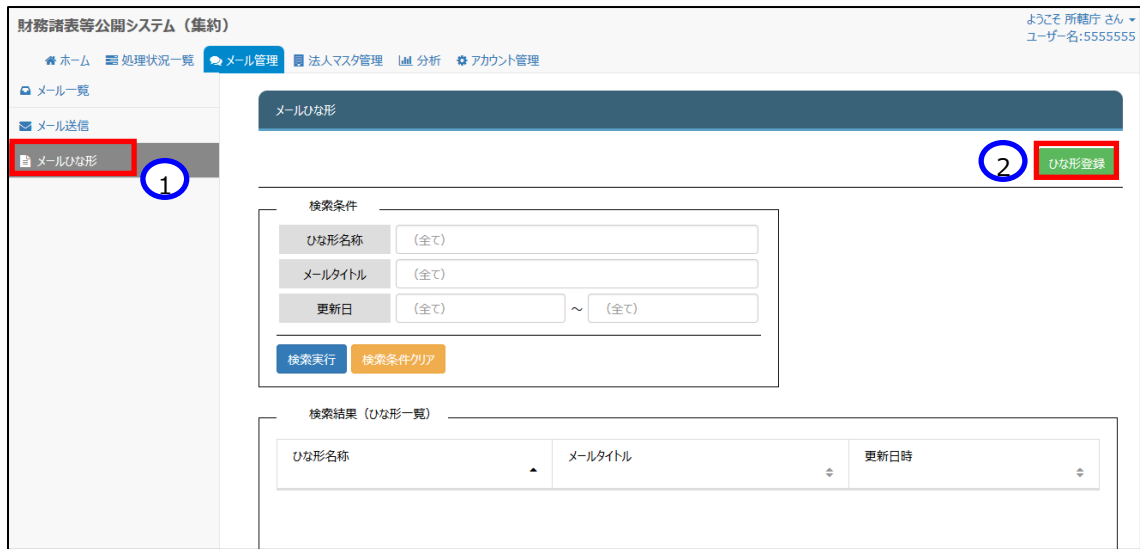 財務諸表等公開システム（集約）
ようこそ 所轄庁 さん
ユーザー名:5555555
ホーム 処理状況一覧 メール管理 法人マスタ管理 分析 アカウント管理
メール一覧
メール送信
メールひな形
1
メールひな形
2
ひな形登録
検索条件
ひな形名称 (全て)
メールタイトル (全て)
更新日 (全て) ～ (全て)
検索実行 検索条件クリア
検索結果（ひな形一覧）
ひな形名称 メールタイトル 更新日時